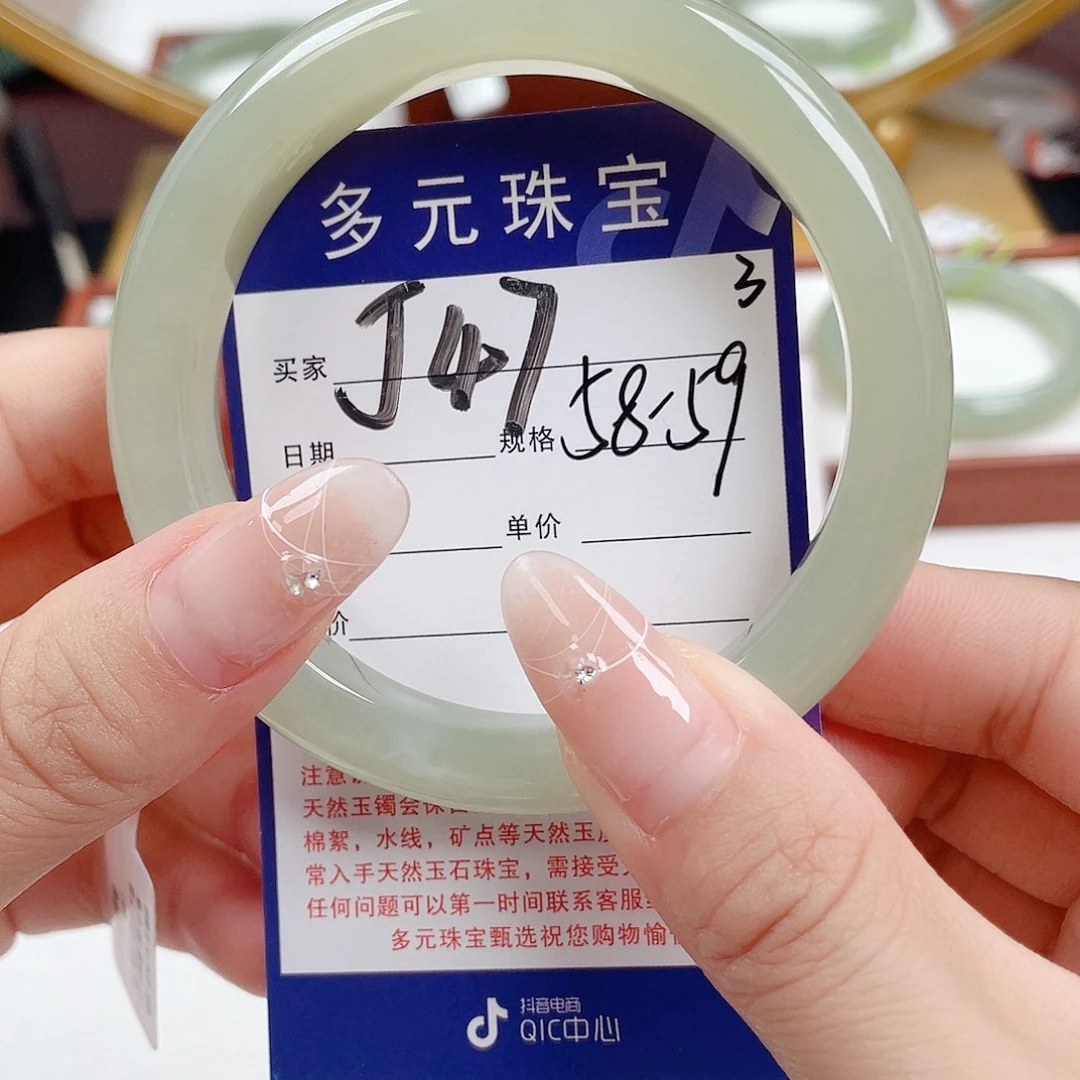 多元珠宝
3
买家 J47
日期 规格 58-59
单价
价
注意
天然玉镯会
棉絮，水线，矿点等天然玉
常入手天然玉石珠宝，需接受
任何问题可以第一时间联系客服
多元珠宝甄选祝您购物愉
抖音电商
QIC中心